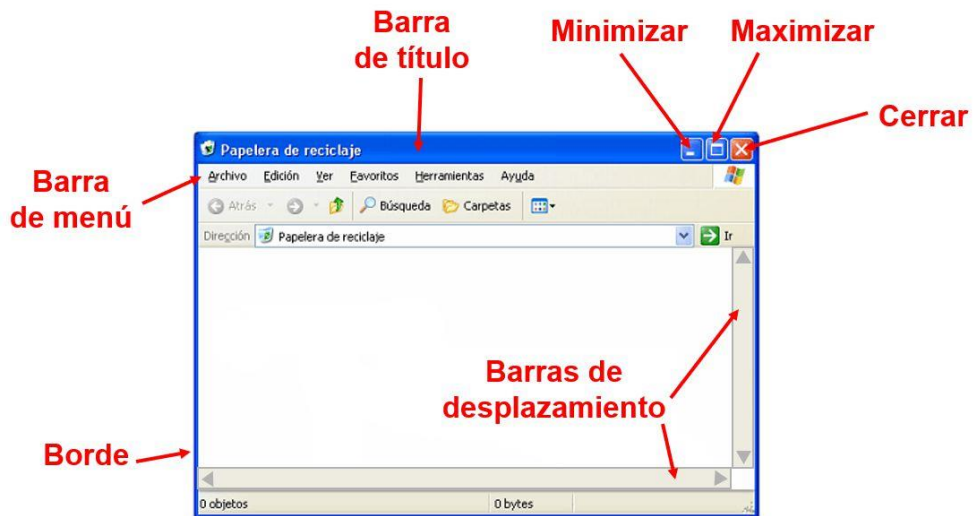 Barra
de título
Minimizar
Maximizar
Cerrar
Papelera de reciclaje
Barra
de menú
Archivo Edición Ver Favoritos Herramientas Ayuda
Atrás Búsqueda Carpetas
Dirección Papelera de reciclaje Ir
Barras de
desplazamiento
Borde
0 objetos 0 bytes